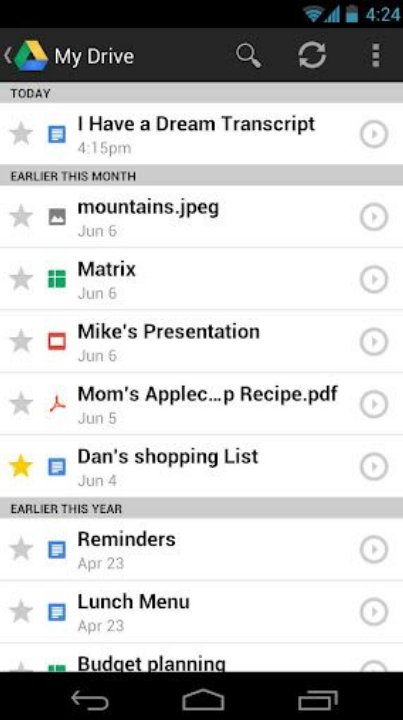 4:24
My Drive
TODAY
I Have a Dream Transcript
4:15pm
EARLIER THIS MONTH
mountains.jpeg
Jun 6
Matrix
Jun 6
Mike's Presentation
Jun 6
Mom's Applec...p Recipe.pdf
Jun 5
Dan's shopping List
Jun 4
EARLIER THIS YEAR
Reminders
Apr 23
Lunch Menu
Apr 23
Budget planning